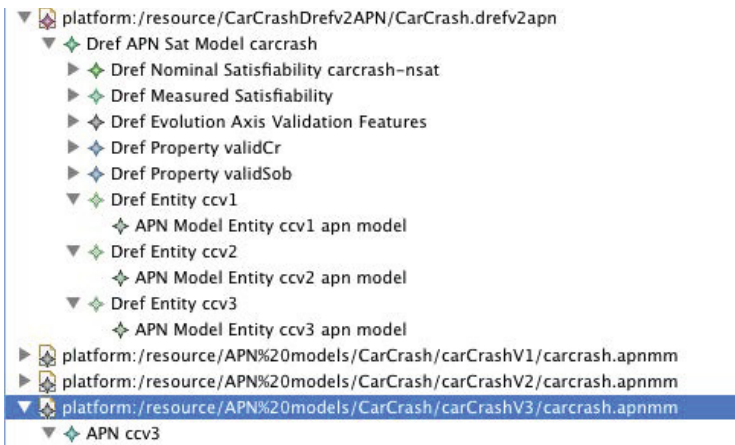 platform:/resource/CarCrashDrefv2APN/CarCrash.drefv2apn
Dref APN Sat Model carcrash
Dref Nominal Satisfiability carcrash-nsat
Dref Measured Satisfiability
Dref Evolution Axis Validation Features
Dref Property validCr
Dref Property validSob
Dref Entity ccv1
APN Model Entity ccv1 apn model
Dref Entity ccv2
APN Model Entity ccv2 apn model
Dref Entity ccv3
APN Model Entity ccv3 apn model
platform:/resource/APN%20models/CarCrash/carCrashV1/carcrash.apnmm
platform:/resource/APN%20models/CarCrash/carCrashV2/carcrash.apnmm
platform:/resource/APN%20models/CarCrash/carCrashV3/carcrash.apnmm
APN ccv3